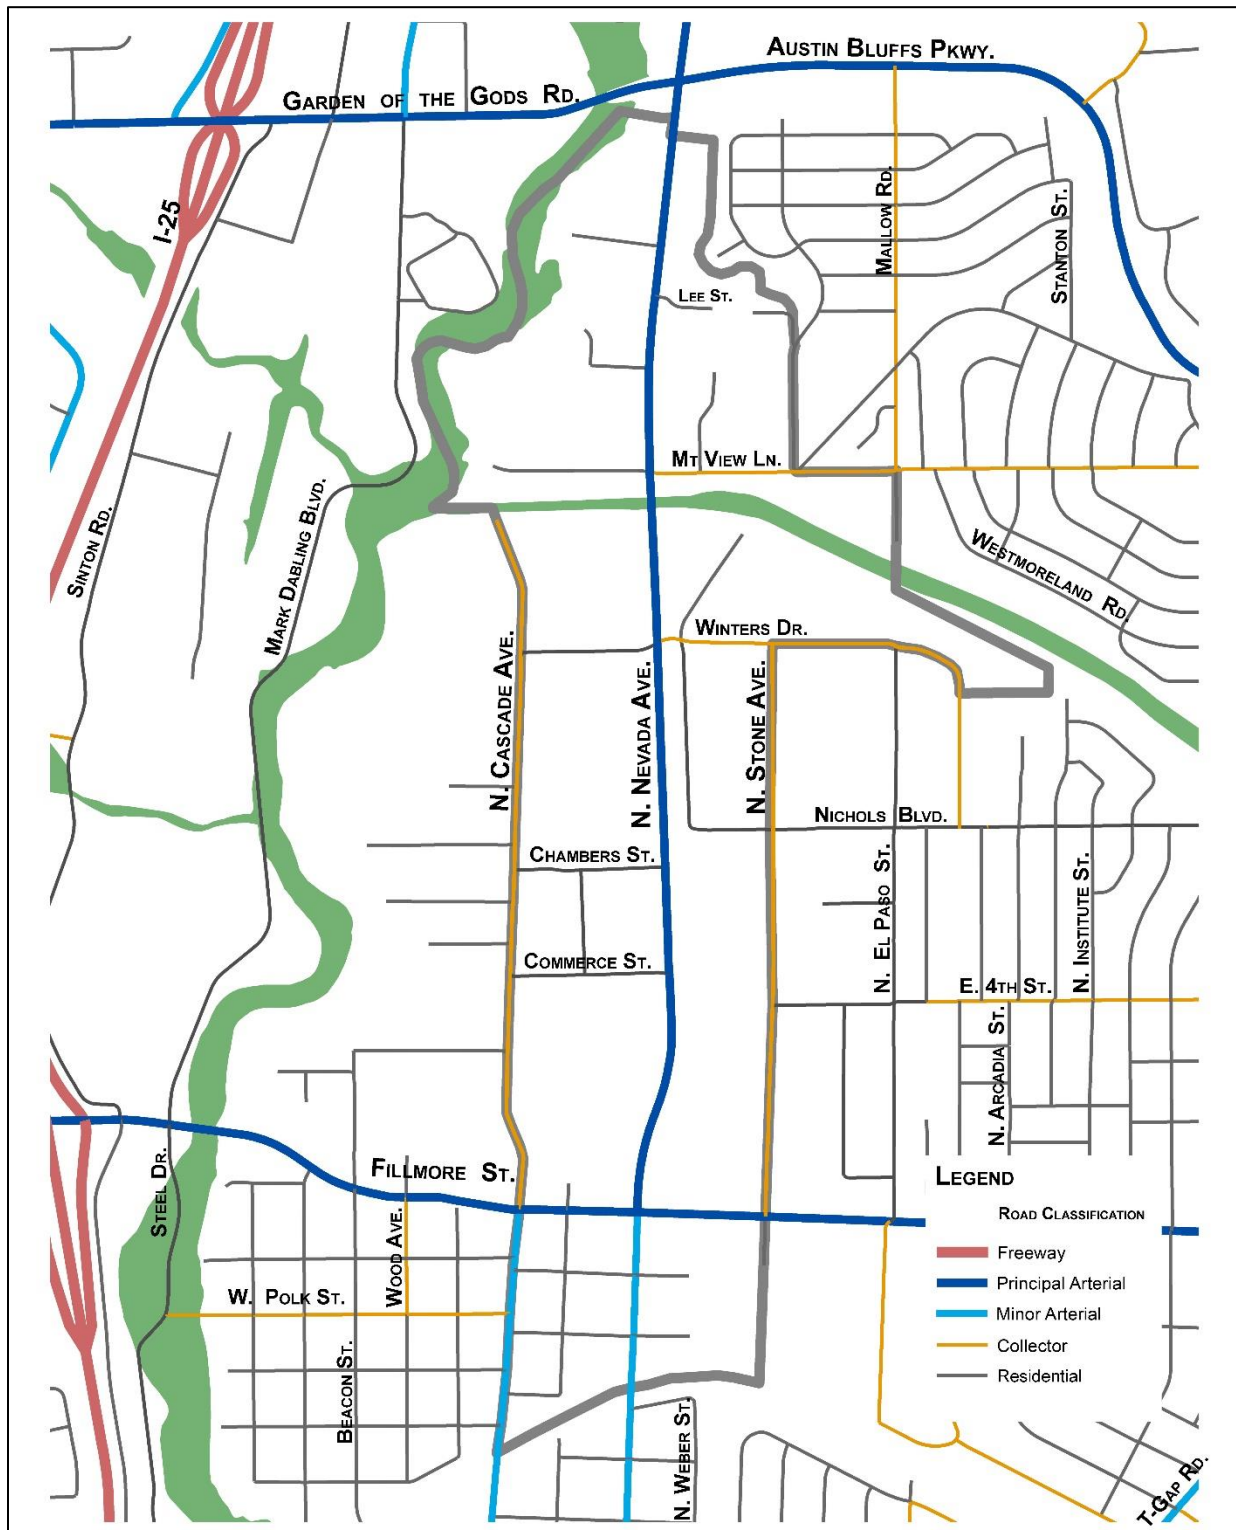 Austin Bluffs Pkwy.
Garden of the Gods Rd.
I-25
Mallow Rd.
Stanton St.
Lee St.
Mt View Ln.
Sinton Rd.
Mark Dabling Blvd.
Westmoreland Rd.
Winters Dr.
N. Cascade Ave.
N. Nevada Ave.
N. Stone Ave.
Nichols Blvd.
Chambers St.
N. El Paso St.
N. Institute St.
Commerce St.
E. 4th St.
N. Arcadia St.
Fillmore St.
Steel Dr.
Wood Ave.
W. Polk St.
Beacon St.
N. Weber St.
T-Gap Rd.
Legend
Road Classification
Freeway
Principal Arterial
Minor Arterial
Collector
Residential